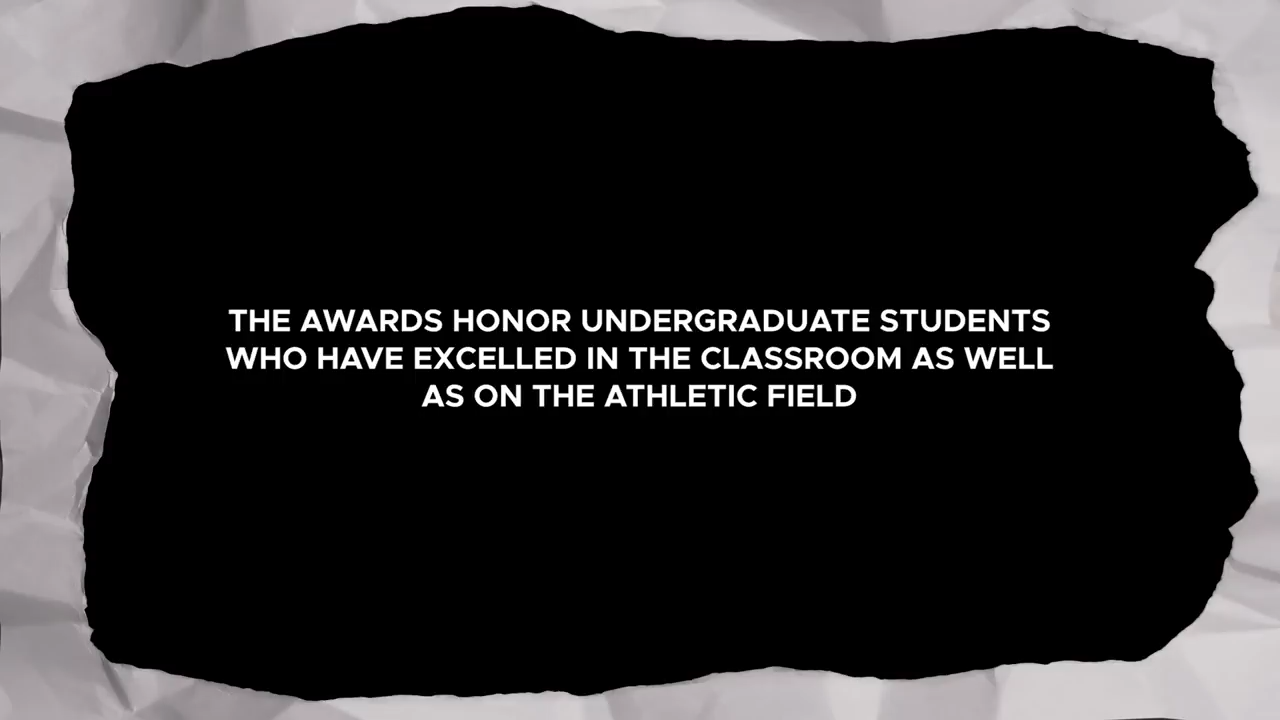 THE AWARDS HONOR UNDERGRADUATE STUDENTS
WHO HAVE EXCELLED IN THE CLASSROOM AS WELL
AS ON THE ATHLETIC FIELD